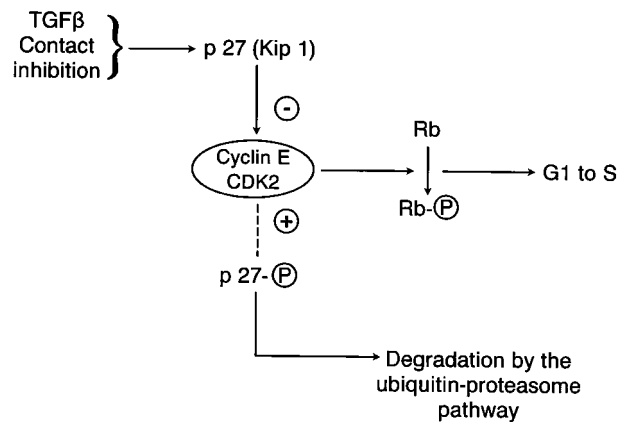 TGFβ
Contact
inhibition
p 27 (Kip 1)
-
Cyclin E
CDK2
Rb
Rb-P
G1 to S
+
p 27-P
Degradation by the
ubiquitin-proteasome
pathway